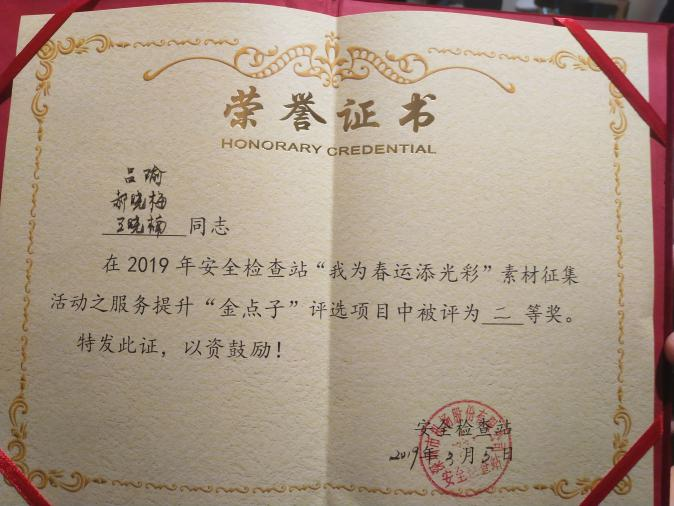 荣誉证书
HONORARY CREDENTIAL
吕瑜
郝晓梅
王晓楠 同志
在 2019 年安全检查站“我为春运添光彩”素材征集
活动之服务提升“金点子”评选项目中被评为 二 等奖。
特发此证，以资鼓励！
安全检查站
2019年3月5日